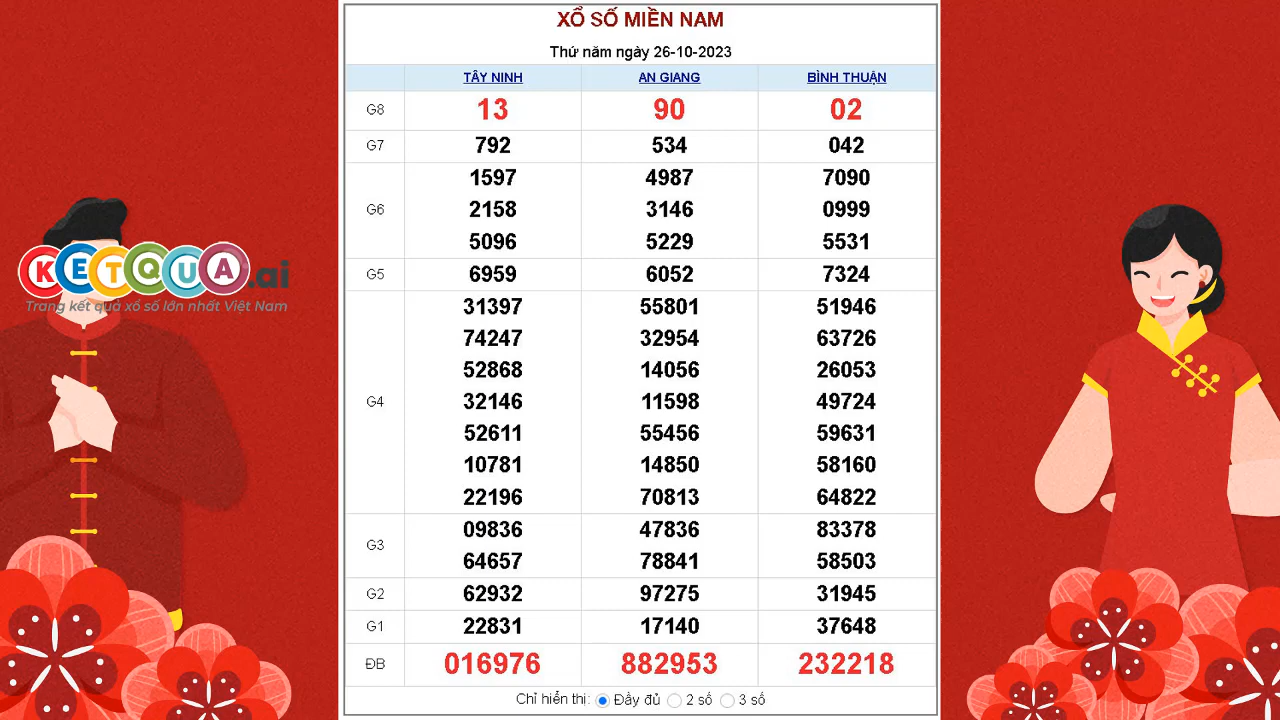 XỔ SỐ MIỀN NAM
Thứ năm ngày 26-10-2023
TÂY NINH AN GIANG BÌNH THUẬN
G8 13 90 02
G7 792 534 042
1597 4987 7090
G6 2158 3146 0999
5096 5229 5531
G5 6959 6052 7324
31397 55801 51946
74247 32954 63726
52868 14056 26053
G4 32146 11598 49724
52611 55456 59631
10781 14850 58160
22196 70813 64822
09836 47836 83378
G3
64657 78841 58503
G2 62932 97275 31945
G1 22831 17140 37648
ĐB 016976 882953 232218
Chỉ hiển thị: Đầy đủ 2 số 3 số
KETQUA.ai
Trang kết quả xổ số lớn nhất Việt Nam